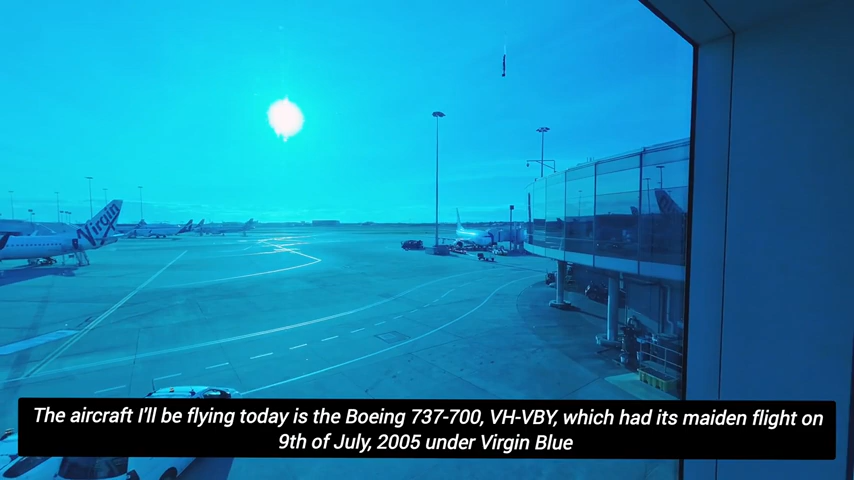 Virgin
The aircraft I'll be flying today is the Boeing 737-700, VH-VBY, which had its maiden flight on
9th of July, 2005 under Virgin Blue